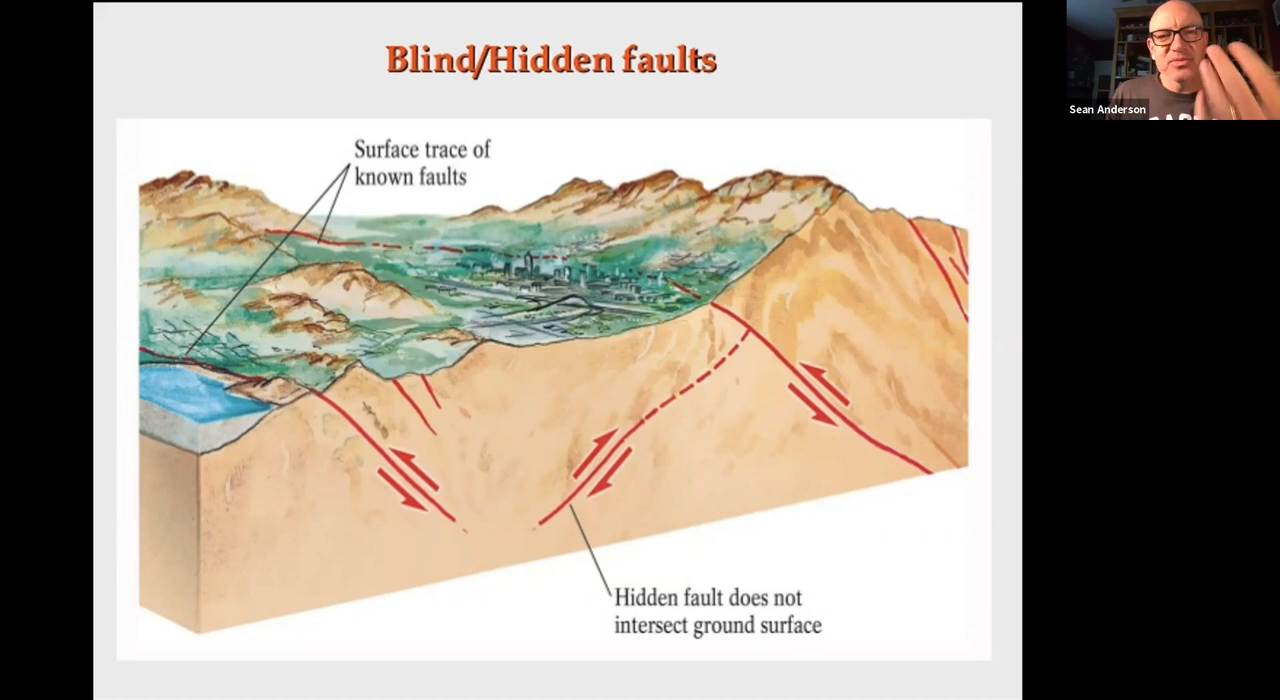 Blind/Hidden faults
Surface trace of
known faults
Hidden fault does not
intersect ground surface
Sean Anderson